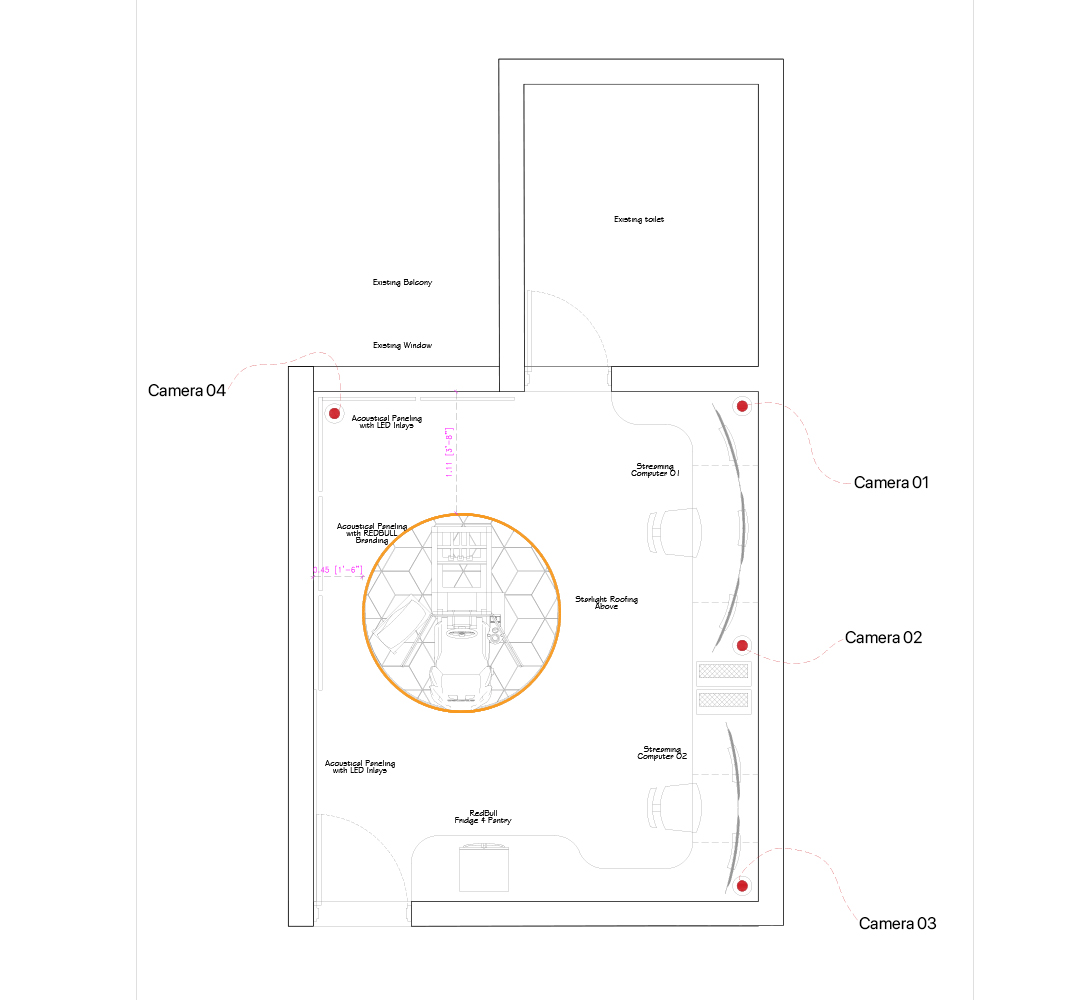 Existing toilet
Existing Balcony
Existing Window
Camera 04
Acoustical Paneling
with LED Inlays
1.11 [3'-8"]
Streaming
Computer 01
Camera 01
Acoustical Paneling
with REDBULL
Branding
0.45 [1'-6"]
Starlight Roofing
Above
Camera 02
Streaming
Computer 02
Acoustical Paneling
with LED Inlays
RedBull
Fridge & Pantry
Camera 03